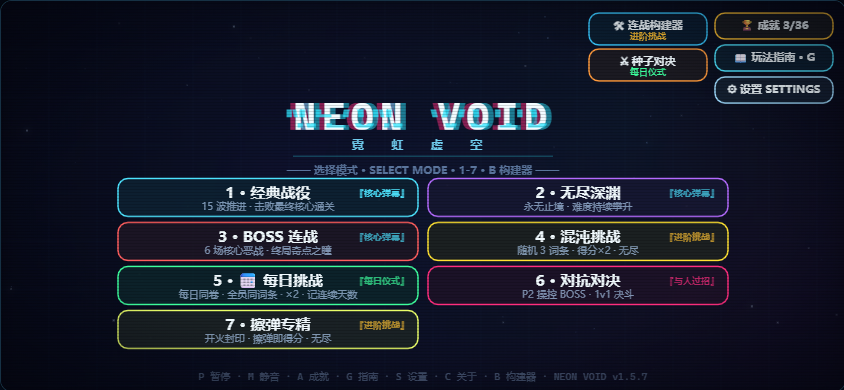 🛠 连战构建器
进阶挑战
🏆 成就 3/36
⚔ 种子对决
每日仪式
玩法指南 · G
⚙ 设置 SETTINGS
NEON VOID
霓 虹 虚 空
选择模式 · SELECT MODE · 1-7 · B 构建器
1 · 经典战役
『核心弹幕』
15 波推进 · 击败最终核心通关
2 · 无尽深渊
『核心弹幕』
永无止境 · 难度持续攀升
3 · BOSS 连战
『核心弹幕』
6 场核心恶战 · 终局奇点之瞳
4 · 混沌挑战
『进阶挑战』
随机 3 词条 · 得分×2 · 无尽
5 · 📅 每日挑战
『每日仪式』
每日同卷 · 全员同词条 · ×2 · 记连续天数
6 · 对抗对决
『与人过招』
P2 操控 BOSS · 1v1 决斗
7 · 擦弹专精
『进阶挑战』
开火封印 · 擦弹即得分 · 无尽
P 暂停 · M 静音 · A 成就 · G 指南 · S 设置 · C 关于 · B 构建器 · NEON VOID v1.5.7